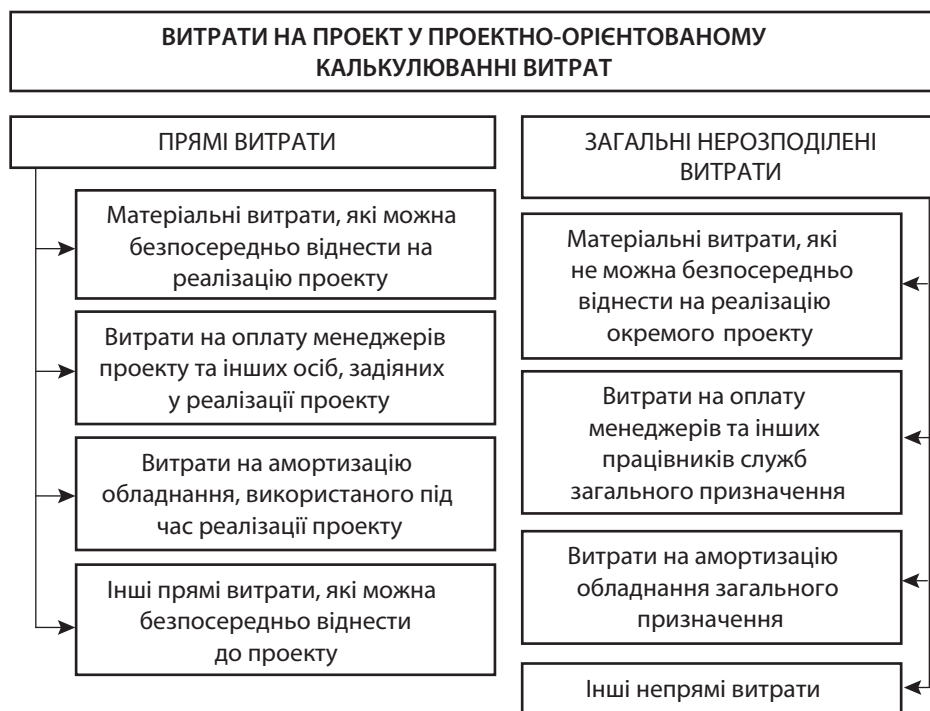 ВИТРАТИ НА ПРОЕКТ У ПРОЕКТНО-ОРІЄНТОВАНОМУ
КАЛЬКУЛЮВАННІ ВИТРАТ
ПРЯМІ ВИТРАТИ
Матеріальні витрати, які можна
безпосередньо віднести на
реалізацію проекту
Витрати на оплату менеджерів
проекту та інших осіб, задіяних
у реалізації проекту
Витрати на амортизацію
обладнання, використаного під
час реалізації проекту
Інші прямі витрати, які можна
безпосередньо віднести
до проекту
ЗАГАЛЬНІ НЕРОЗПОДІЛЕНІ
ВИТРАТИ
Матеріальні витрати, які
не можна безпосередньо
віднести на реалізацію
окремого проекту
Витрати на оплату
менеджерів та інших
працівників служб
загального призначення
Витрати на амортизацію
обладнання загального
призначення
Інші непрямі витрати